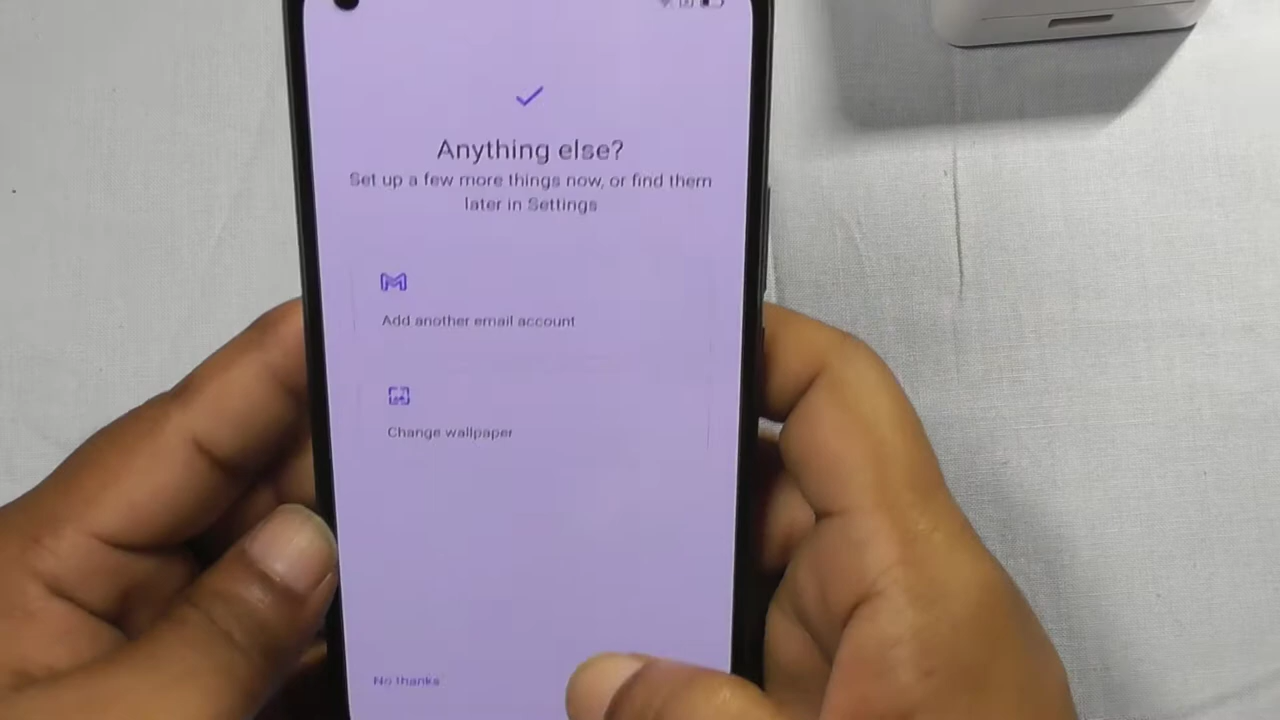 Anything else?
Set up a few more things now, or find them
later in Settings
Add another email account
Change wallpaper
No thanks